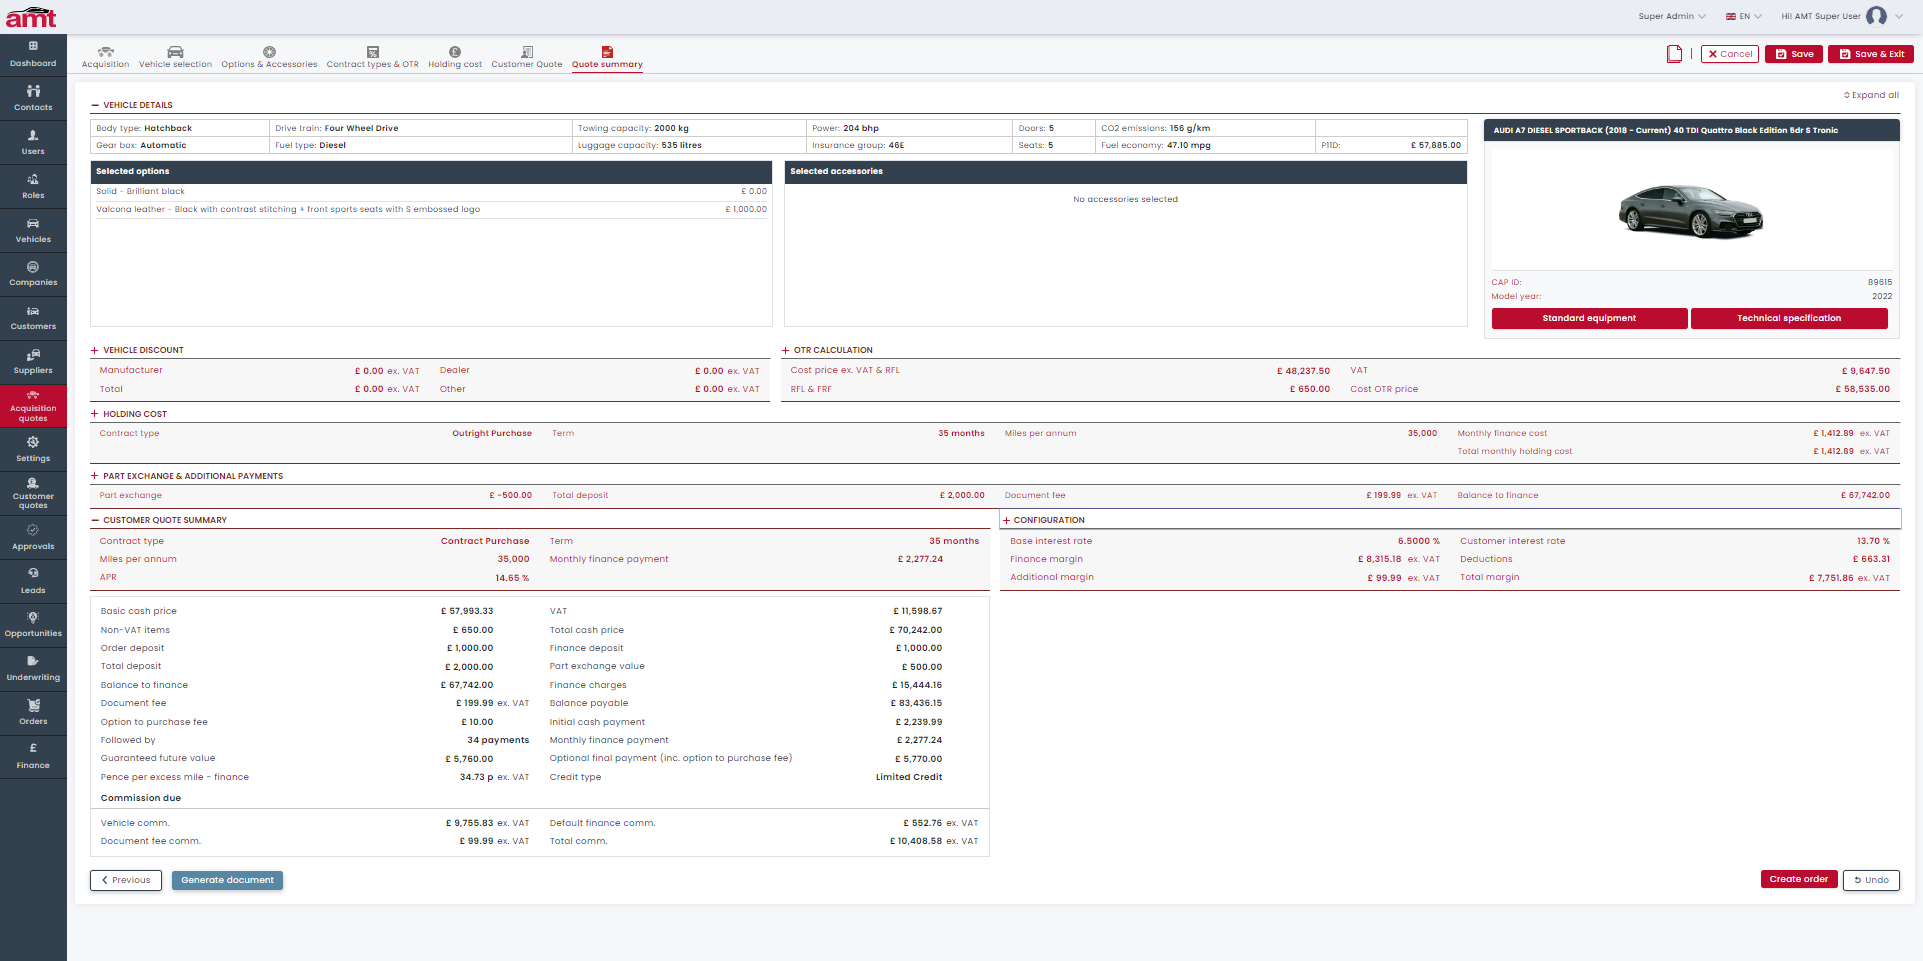 amt
Super Admin
EN
Hi! AMT Super User
Dashboard
Contacts
Users
Roles
Vehicles
Companies
Customers
Suppliers
Acquisition quotes
Settings
Customer quotes
Approvals
Leads
Opportunities
Underwriting
Orders
Finance
Acquisition
Vehicle selection
Options & Accessories
Contract types & OTR
Holding cost
Customer Quote
Quote summary
Cancel
Save
Save & Exit
Expand all
VEHICLE DETAILS
Body type: Hatchback
Drive train: Four Wheel Drive
Towing capacity: 2000 kg
Power: 204 bhp
Doors: 5
CO2 emissions: 156 g/km
Gear box: Automatic
Fuel type: Diesel
Luggage capacity: 535 litres
Insurance group: 46E
Seats: 5
Fuel economy: 47.10 mpg
P11D: £ 57,885.00
Selected options
Solid - Brilliant black £ 0.00
Valcona leather - Black with contrast stitching + front sports seats with S embossed logo £ 1,000.00
Selected accessories
No accessories selected
AUDI A7 DIESEL SPORTBACK (2018 - Current) 40 TDI Quattro Black Edition 5dr S Tronic
CAP ID: 89615
Model year: 2022
Standard equipment
Technical specification
VEHICLE DISCOUNT
Manufacturer £ 0.00 ex. VAT Dealer £ 0.00 ex. VAT
Total £ 0.00 ex. VAT Other £ 0.00 ex. VAT
OTR CALCULATION
Cost price ex. VAT & RFL £ 48,237.50 VAT £ 9,647.50
RFL & FRF £ 650.00 Cost OTR price £ 58,535.00
HOLDING COST
Contract type Outright Purchase Term 35 months Miles per annum 35,000 Monthly finance cost £ 1,412.89 ex. VAT
Total monthly holding cost £ 1,412.89 ex. VAT
PART EXCHANGE & ADDITIONAL PAYMENTS
Part exchange £ -500.00 Total deposit £ 2,000.00 Document fee £ 199.99 ex. VAT Balance to finance £ 67,742.00
CUSTOMER QUOTE SUMMARY
Contract type Contract Purchase Term 35 months
Miles per annum 35,000 Monthly finance payment £ 2,277.24
APR 14.65 %
CONFIGURATION
Base interest rate 6.5000 % Customer interest rate 13.70 %
Finance margin £ 8,315.18 ex. VAT Deductions £ 663.31
Additional margin £ 99.99 ex. VAT Total margin £ 7,751.86 ex. VAT
Basic cash price £ 57,993.33 VAT £ 11,598.67
Non-VAT items £ 650.00 Total cash price £ 70,242.00
Order deposit £ 1,000.00 Finance deposit £ 1,000.00
Total deposit £ 2,000.00 Part exchange value £ 500.00
Balance to finance £ 67,742.00 Finance charges £ 15,444.16
Document fee £ 199.99 ex. VAT Balance payable £ 83,436.15
Option to purchase fee £ 10.00 Initial cash payment £ 2,239.99
Followed by 34 payments Monthly finance payment £ 2,277.24
Guaranteed future value £ 5,760.00 Optional final payment (inc. option to purchase fee) £ 5,770.00
Pence per excess mile - finance 34.73 p ex. VAT Credit type Limited Credit
Commission due
Vehicle comm. £ 9,755.83 ex. VAT Default finance comm. £ 552.76 ex. VAT
Document fee comm. £ 99.99 ex. VAT Total comm. £ 10,408.58 ex. VAT
Previous
Generate document
Create order
Undo